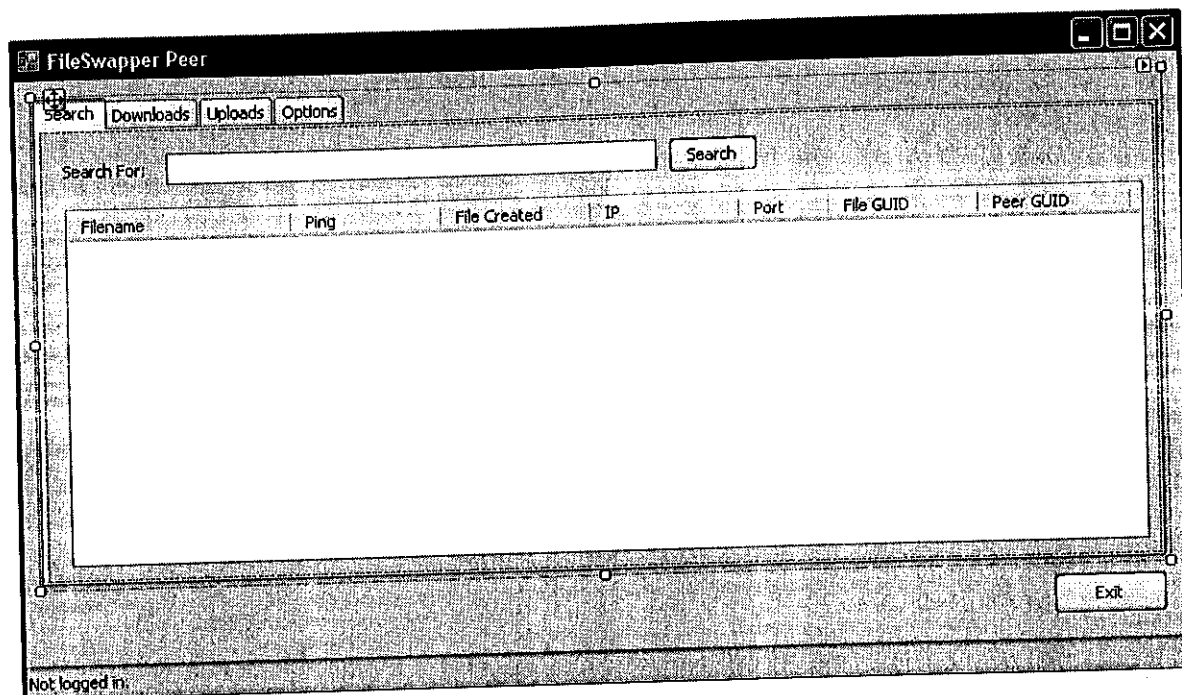 FileSwapper Peer
Search Downloads Uploads Options
Search For: Search
Filename Ping File Created IP Port File GUID Peer GUID
Exit
Not logged in.